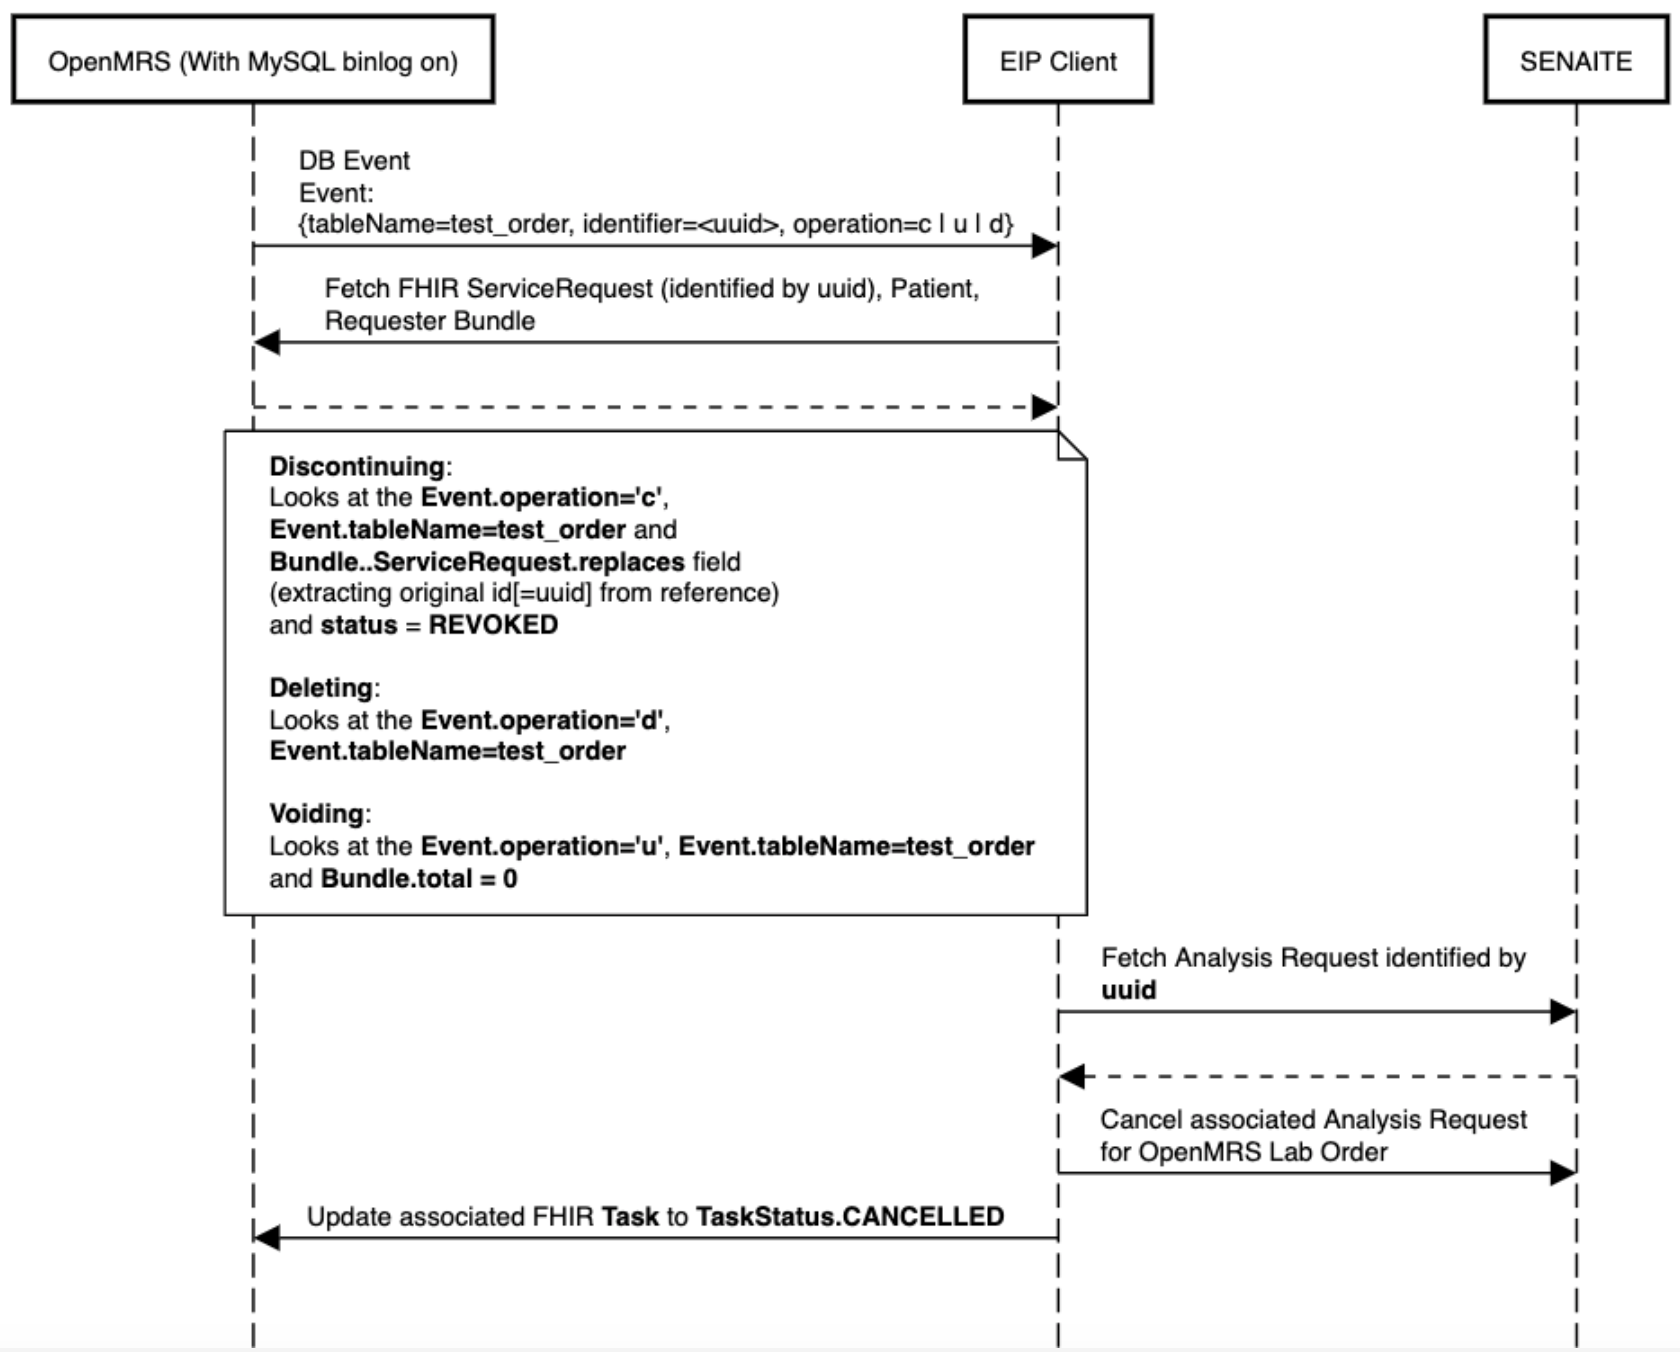 OpenMRS (With MySQL binlog on)
EIP Client
SENAITE
DB Event
Event:
{tableName=test_order, identifier=<uuid>, operation=c | u | d}
Fetch FHIR ServiceRequest (identified by uuid), Patient,
Requester Bundle
Discontinuing:
Looks at the Event.operation='c',
Event.tableName=test_order and
Bundle..ServiceRequest.replaces field
(extracting original id[=uuid] from reference)
and status = REVOKED
Deleting:
Looks at the Event.operation='d',
Event.tableName=test_order
Voiding:
Looks at the Event.operation='u', Event.tableName=test_order
and Bundle.total = 0
Fetch Analysis Request identified by
uuid
Cancel associated Analysis Request
for OpenMRS Lab Order
Update associated FHIR Task to TaskStatus.CANCELLED